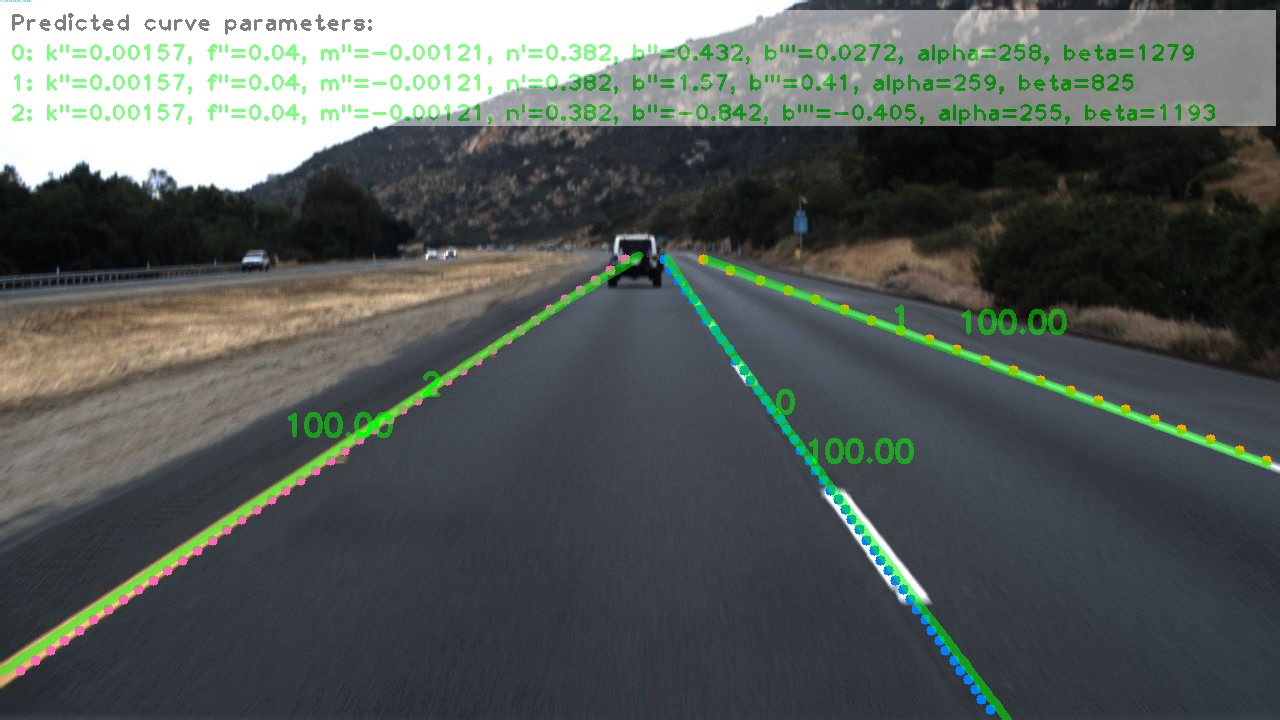 Predicted curve parameters:
0: k''=0.00157, f''=0.04, m''=-0.00121, n'=0.382, b''=0.432, b'''=0.0272, alpha=258, beta=1279
1: k''=0.00157, f''=0.04, m''=-0.00121, n'=0.382, b''=1.57, b'''=0.41, alpha=259, beta=825
2: k''=0.00157, f''=0.04, m''=-0.00121, n'=0.382, b''=-0.842, b'''=-0.405, alpha=255, beta=1193
1 100.00
2
0
100.00
100.00